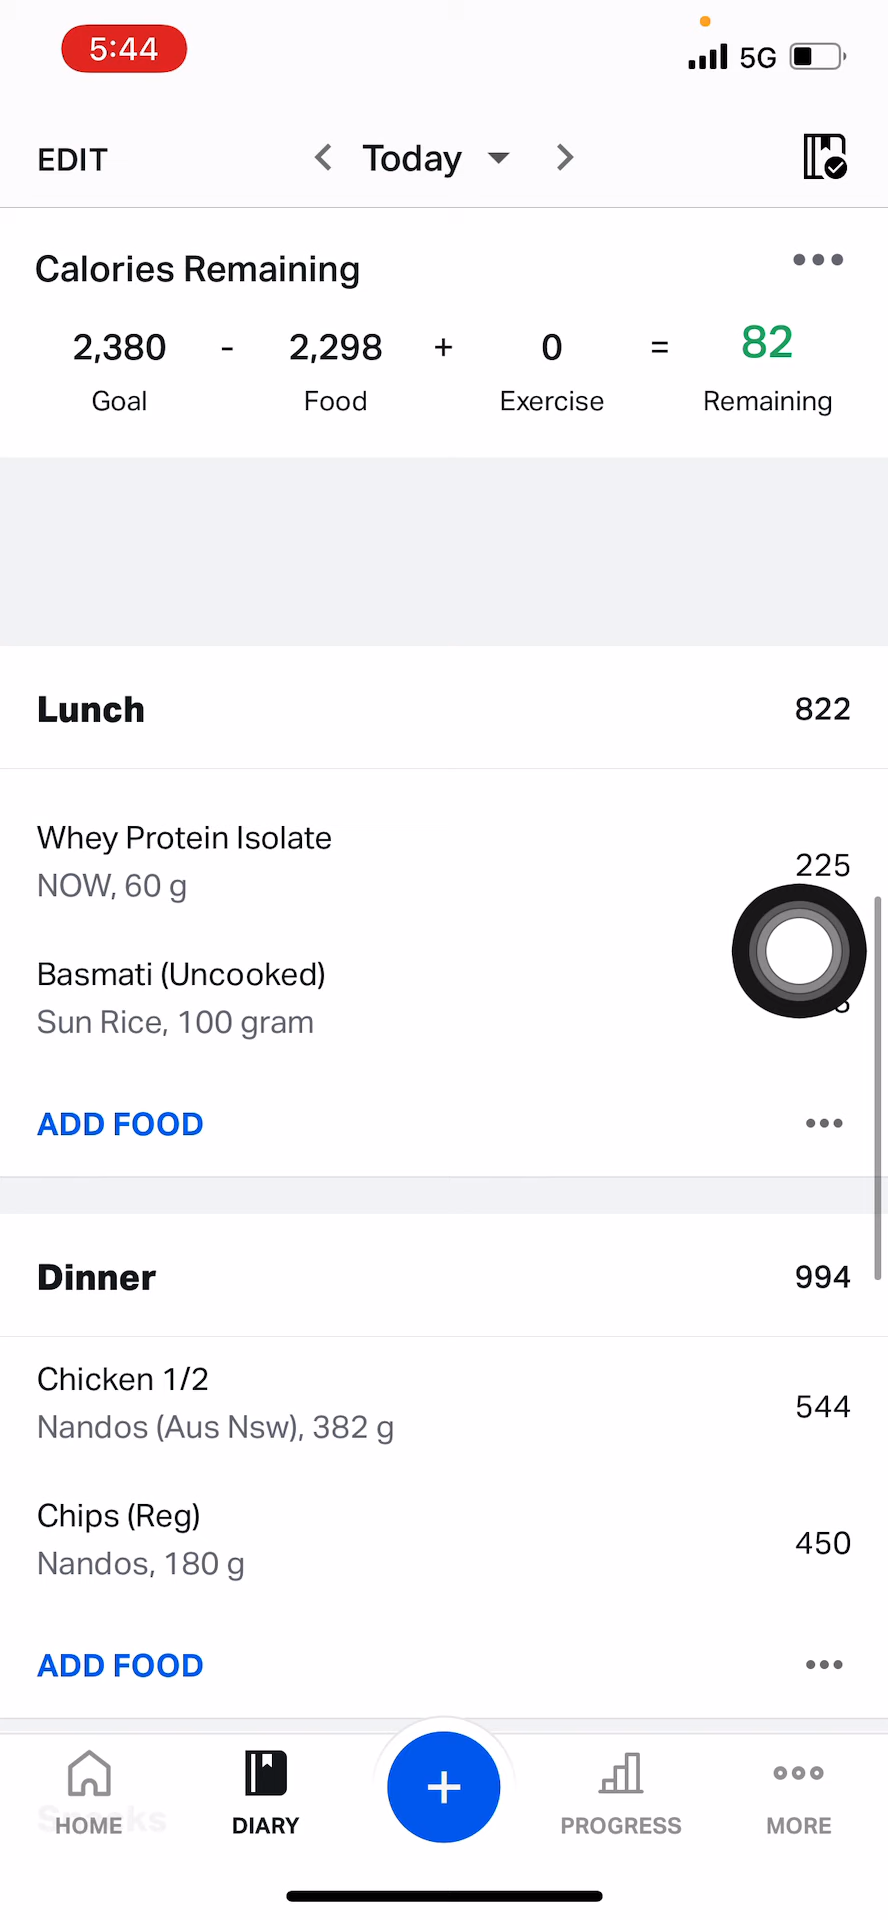 5:44
5G
EDIT
Today
Calories Remaining
2,380 - 2,298 + 0 = 82
Goal Food Exercise Remaining
Lunch 822
Whey Protein Isolate
225
NOW, 60 g
Basmati (Uncooked)
Sun Rice, 100 gram
ADD FOOD
Dinner 994
Chicken 1/2
544
Nandos (Aus Nsw), 382 g
Chips (Reg)
450
Nandos, 180 g
ADD FOOD
Snacks
HOME DIARY PROGRESS MORE